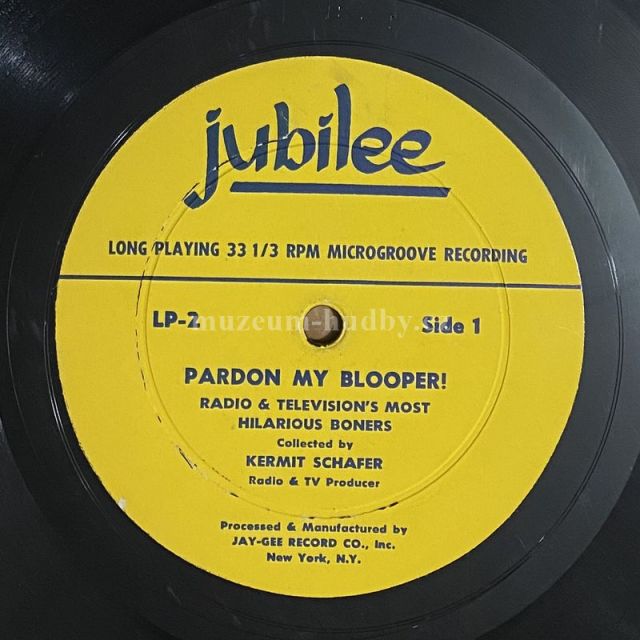 jubilee
LONG PLAYING 33 1/3 RPM MICROGROOVE RECORDING
LP-2
muzeum-hudby.cz
Side 1
PARDON MY BLOOPER!
RADIO & TELEVISION'S MOST
HILARIOUS BONERS
Collected by
KERMIT SCHAFER
Radio & TV Producer
Processed & Manufactured by
JAY-GEE RECORD CO., Inc.
New York, N.Y.